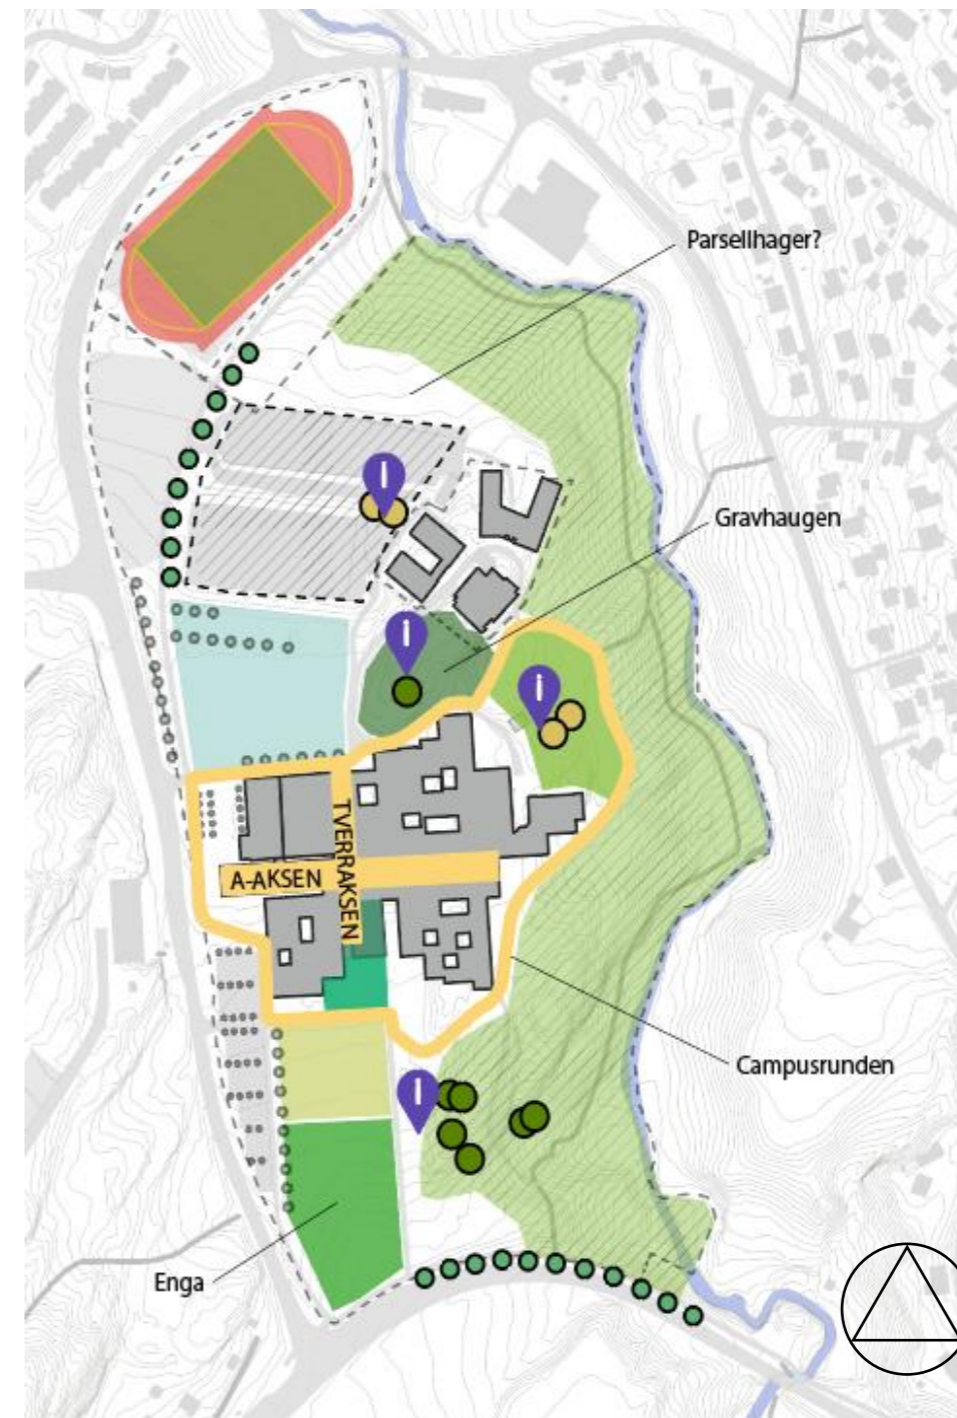 Parsellhager?
i
Gravhaugen
i
i
TVERRAKSEN
A-AKSEN
Campusrunden
i
Enga